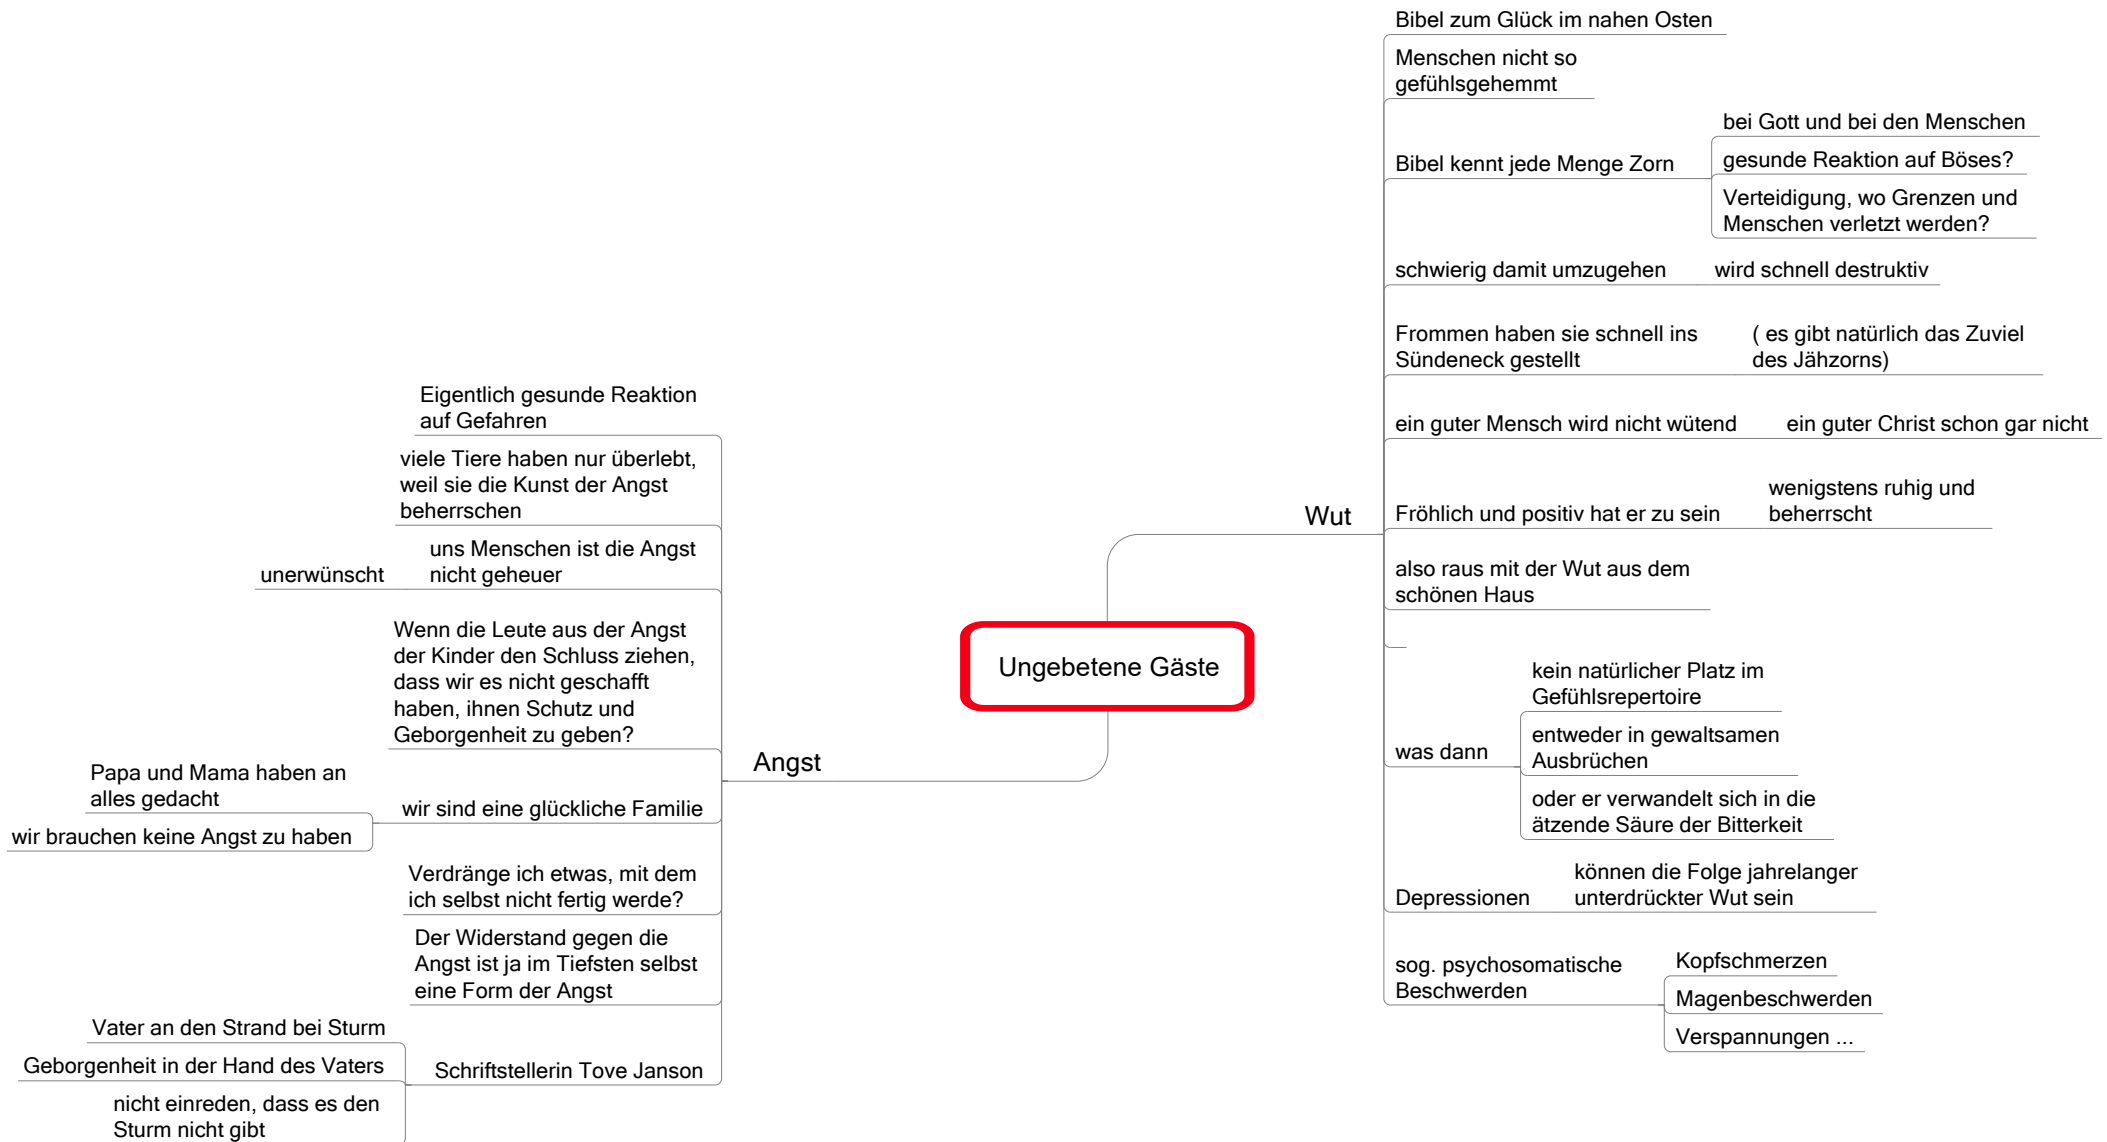 Ungebetene Gäste
Wut
Bibel zum Glück im nahen Osten
Menschen nicht so
gefühlsgehemmt
Bibel kennt jede Menge Zorn
bei Gott und bei den Menschen
gesunde Reaktion auf Böses?
Verteidigung, wo Grenzen und
Menschen verletzt werden?
schwierig damit umzugehen
wird schnell destruktiv
Frommen haben sie schnell ins
Sündeneck gestellt
( es gibt natürlich das Zuviel
des Jähzorns)
ein guter Mensch wird nicht wütend
ein guter Christ schon gar nicht
Fröhlich und positiv hat er zu sein
wenigstens ruhig und
beherrscht
also raus mit der Wut aus dem
schönen Haus
was dann
kein natürlicher Platz im
Gefühlsrepertoire
entweder in gewaltsamen
Ausbrüchen
oder er verwandelt sich in die
ätzende Säure der Bitterkeit
Depressionen
können die Folge jahrelanger
unterdrückter Wut sein
sog. psychosomatische
Beschwerden
Kopfschmerzen
Magenbeschwerden
Verspannungen ...
Angst
Eigentlich gesunde Reaktion
auf Gefahren
viele Tiere haben nur überlebt,
weil sie die Kunst der Angst
beherrschen
uns Menschen ist die Angst
nicht geheuer
unerwünscht
Wenn die Leute aus der Angst
der Kinder den Schluss ziehen,
dass wir es nicht geschafft
haben, ihnen Schutz und
Geborgenheit zu geben?
wir sind eine glückliche Familie
Papa und Mama haben an
alles gedacht
wir brauchen keine Angst zu haben
Verdränge ich etwas, mit dem
ich selbst nicht fertig werde?
Der Widerstand gegen die
Angst ist ja im Tiefsten selbst
eine Form der Angst
Schriftstellerin Tove Janson
Vater an den Strand bei Sturm
Geborgenheit in der Hand des Vaters
nicht einreden, dass es den
Sturm nicht gibt